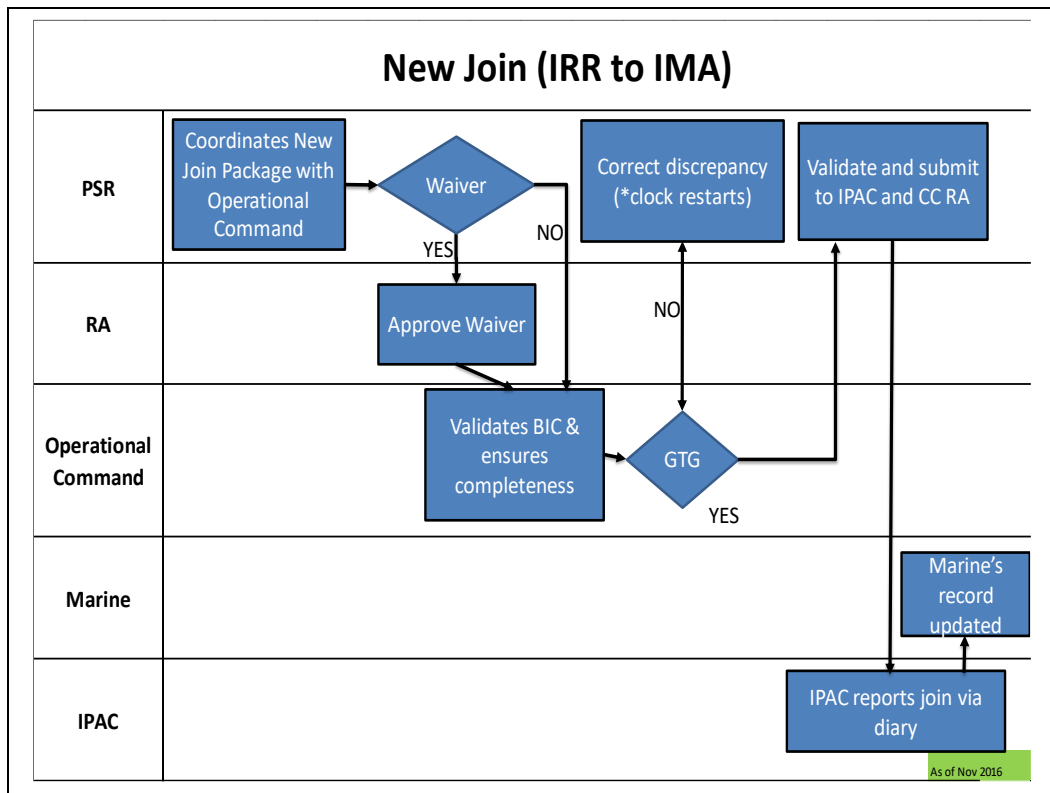 New Join (IRR to IMA)
PSR
Coordinates New
Join Package with
Operational
Command
Waiver
YES
NO
Correct discrepancy
(*clock restarts)
Validate and submit
to IPAC and CC RA
RA
Approve Waiver
NO
Operational
Command
Validates BIC &
ensures
completeness
GTG
YES
Marine
Marine’s
record
updated
IPAC
IPAC reports join via
diary
As of Nov 2016